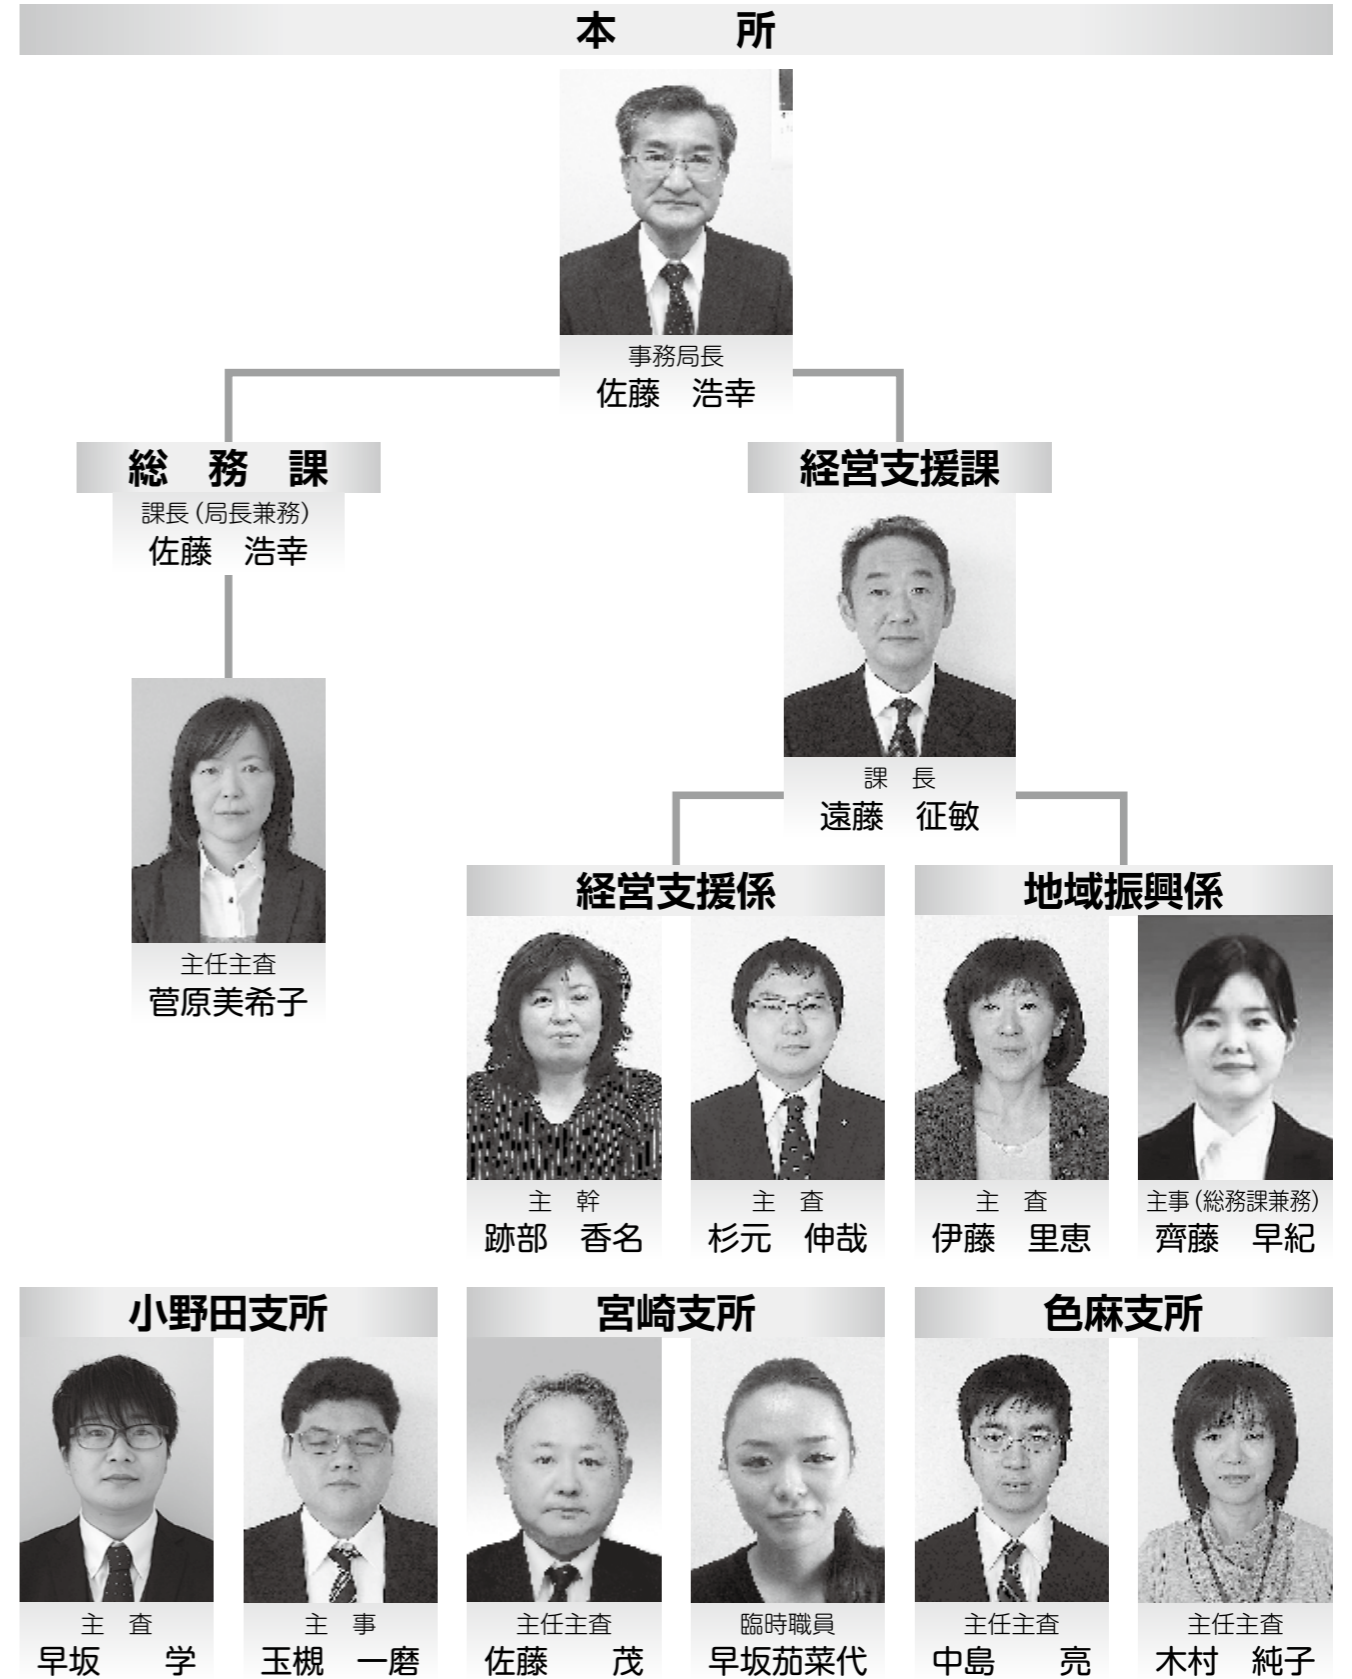 本　所
事務局長
佐藤　浩幸
総　務　課
課長（局長兼務）
佐藤　浩幸
主任主査
菅原美希子
経営支援課
課　長
遠藤　征敏
経営支援係
主　幹
跡部　香名
主　査
杉元　伸哉
地域振興係
主　査
伊藤　里恵
主事（総務課兼務）
齊藤　早紀
小野田支所
主　査
早坂　学
主　事
玉槻　一磨
宮崎支所
主任主査
佐藤　茂
臨時職員
早坂茄菜代
色麻支所
主任主査
中島　亮
主任主査
木村　純子